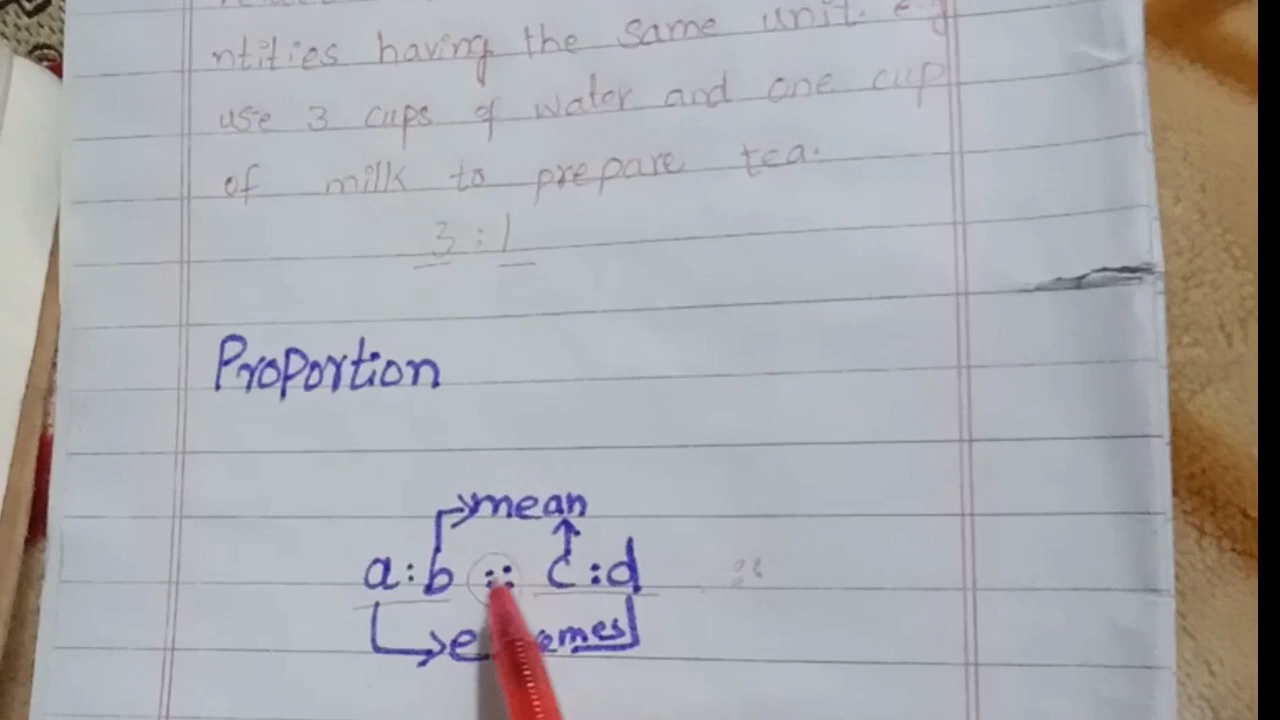 ntities having the same unit. eg
use 3 cups of water and one cup
of milk to prepare tea.
3 : 1
Proportion
mean
a : b :: c : d ::